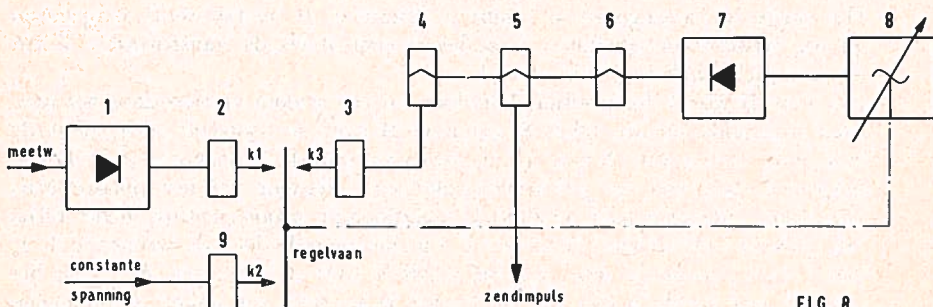 4 5 6 7 8
1 2 3
meetw. k1 k3
9
constante
spanning k2
regelvaan
zendimpuls
FIG. 8